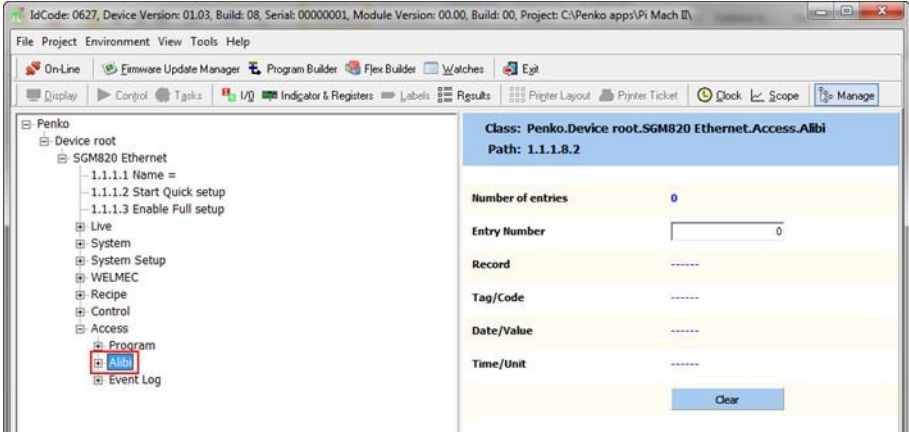 IdCode: 0627, Device Version: 01.03, Build: 08, Serial: 00000001, Module Version: 00.00, Build: 00, Project: C:\Penko apps\Pi Mach II\
File Project Environment View Tools Help
On-Line Firmware Update Manager Program Builder Flex Builder Watches Exit
Display Control Tasks I/O Indicator & Registers Labels Results Printer Layout Printer Ticket Clock Scope Manage
Penko
Device root
SGM820 Ethernet
1.1.1.1 Name =
1.1.1.2 Start Quick setup
1.1.1.3 Enable Full setup
Live
System
System Setup
WELMEC
Recipe
Control
Access
Program
Alibi
Event Log
Class: Penko.Device root.SGM820 Ethernet.Access.Alibi
Path: 1.1.1.8.2
Number of entries 0
Entry Number 0
Record ------
Tag/Code ------
Date/Value ------
Time/Unit ------
Clear